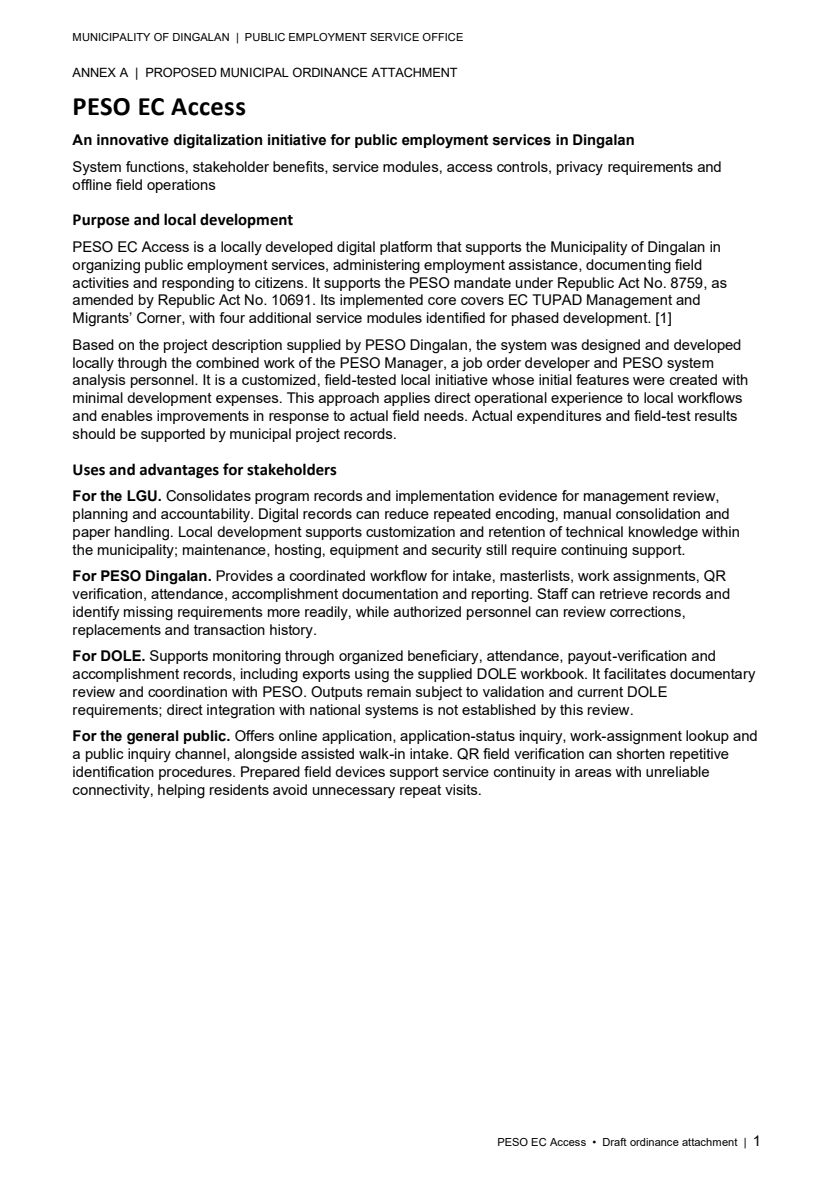 MUNICIPALITY OF DINGALAN | PUBLIC EMPLOYMENT SERVICE OFFICE
ANNEX A | PROPOSED MUNICIPAL ORDINANCE ATTACHMENT
PESO EC Access
An innovative digitalization initiative for public employment services in Dingalan
System functions, stakeholder benefits, service modules, access controls, privacy requirements and
offline field operations
Purpose and local development
PESO EC Access is a locally developed digital platform that supports the Municipality of Dingalan in
organizing public employment services, administering employment assistance, documenting field
activities and responding to citizens. It supports the PESO mandate under Republic Act No. 8759, as
amended by Republic Act No. 10691. Its implemented core covers EC TUPAD Management and
Migrants’ Corner, with four additional service modules identified for phased development. [1]
Based on the project description supplied by PESO Dingalan, the system was designed and developed
locally through the combined work of the PESO Manager, a job order developer and PESO system
analysis personnel. It is a customized, field-tested local initiative whose initial features were created with
minimal development expenses. This approach applies direct operational experience to local workflows
and enables improvements in response to actual field needs. Actual expenditures and field-test results
should be supported by municipal project records.
Uses and advantages for stakeholders
For the LGU. Consolidates program records and implementation evidence for management review,
planning and accountability. Digital records can reduce repeated encoding, manual consolidation and
paper handling. Local development supports customization and retention of technical knowledge within
the municipality; maintenance, hosting, equipment and security still require continuing support.
For PESO Dingalan. Provides a coordinated workflow for intake, masterlists, work assignments, QR
verification, attendance, accomplishment documentation and reporting. Staff can retrieve records and
identify missing requirements more readily, while authorized personnel can review corrections,
replacements and transaction history.
For DOLE. Supports monitoring through organized beneficiary, attendance, payout-verification and
accomplishment records, including exports using the supplied DOLE workbook. It facilitates documentary
review and coordination with PESO. Outputs remain subject to validation and current DOLE
requirements; direct integration with national systems is not established by this review.
For the general public. Offers online application, application-status inquiry, work-assignment lookup and
a public inquiry channel, alongside assisted walk-in intake. QR field verification can shorten repetitive
identification procedures. Prepared field devices support service continuity in areas with unreliable
connectivity, helping residents avoid unnecessary repeat visits.
PESO EC Access • Draft ordinance attachment | 1